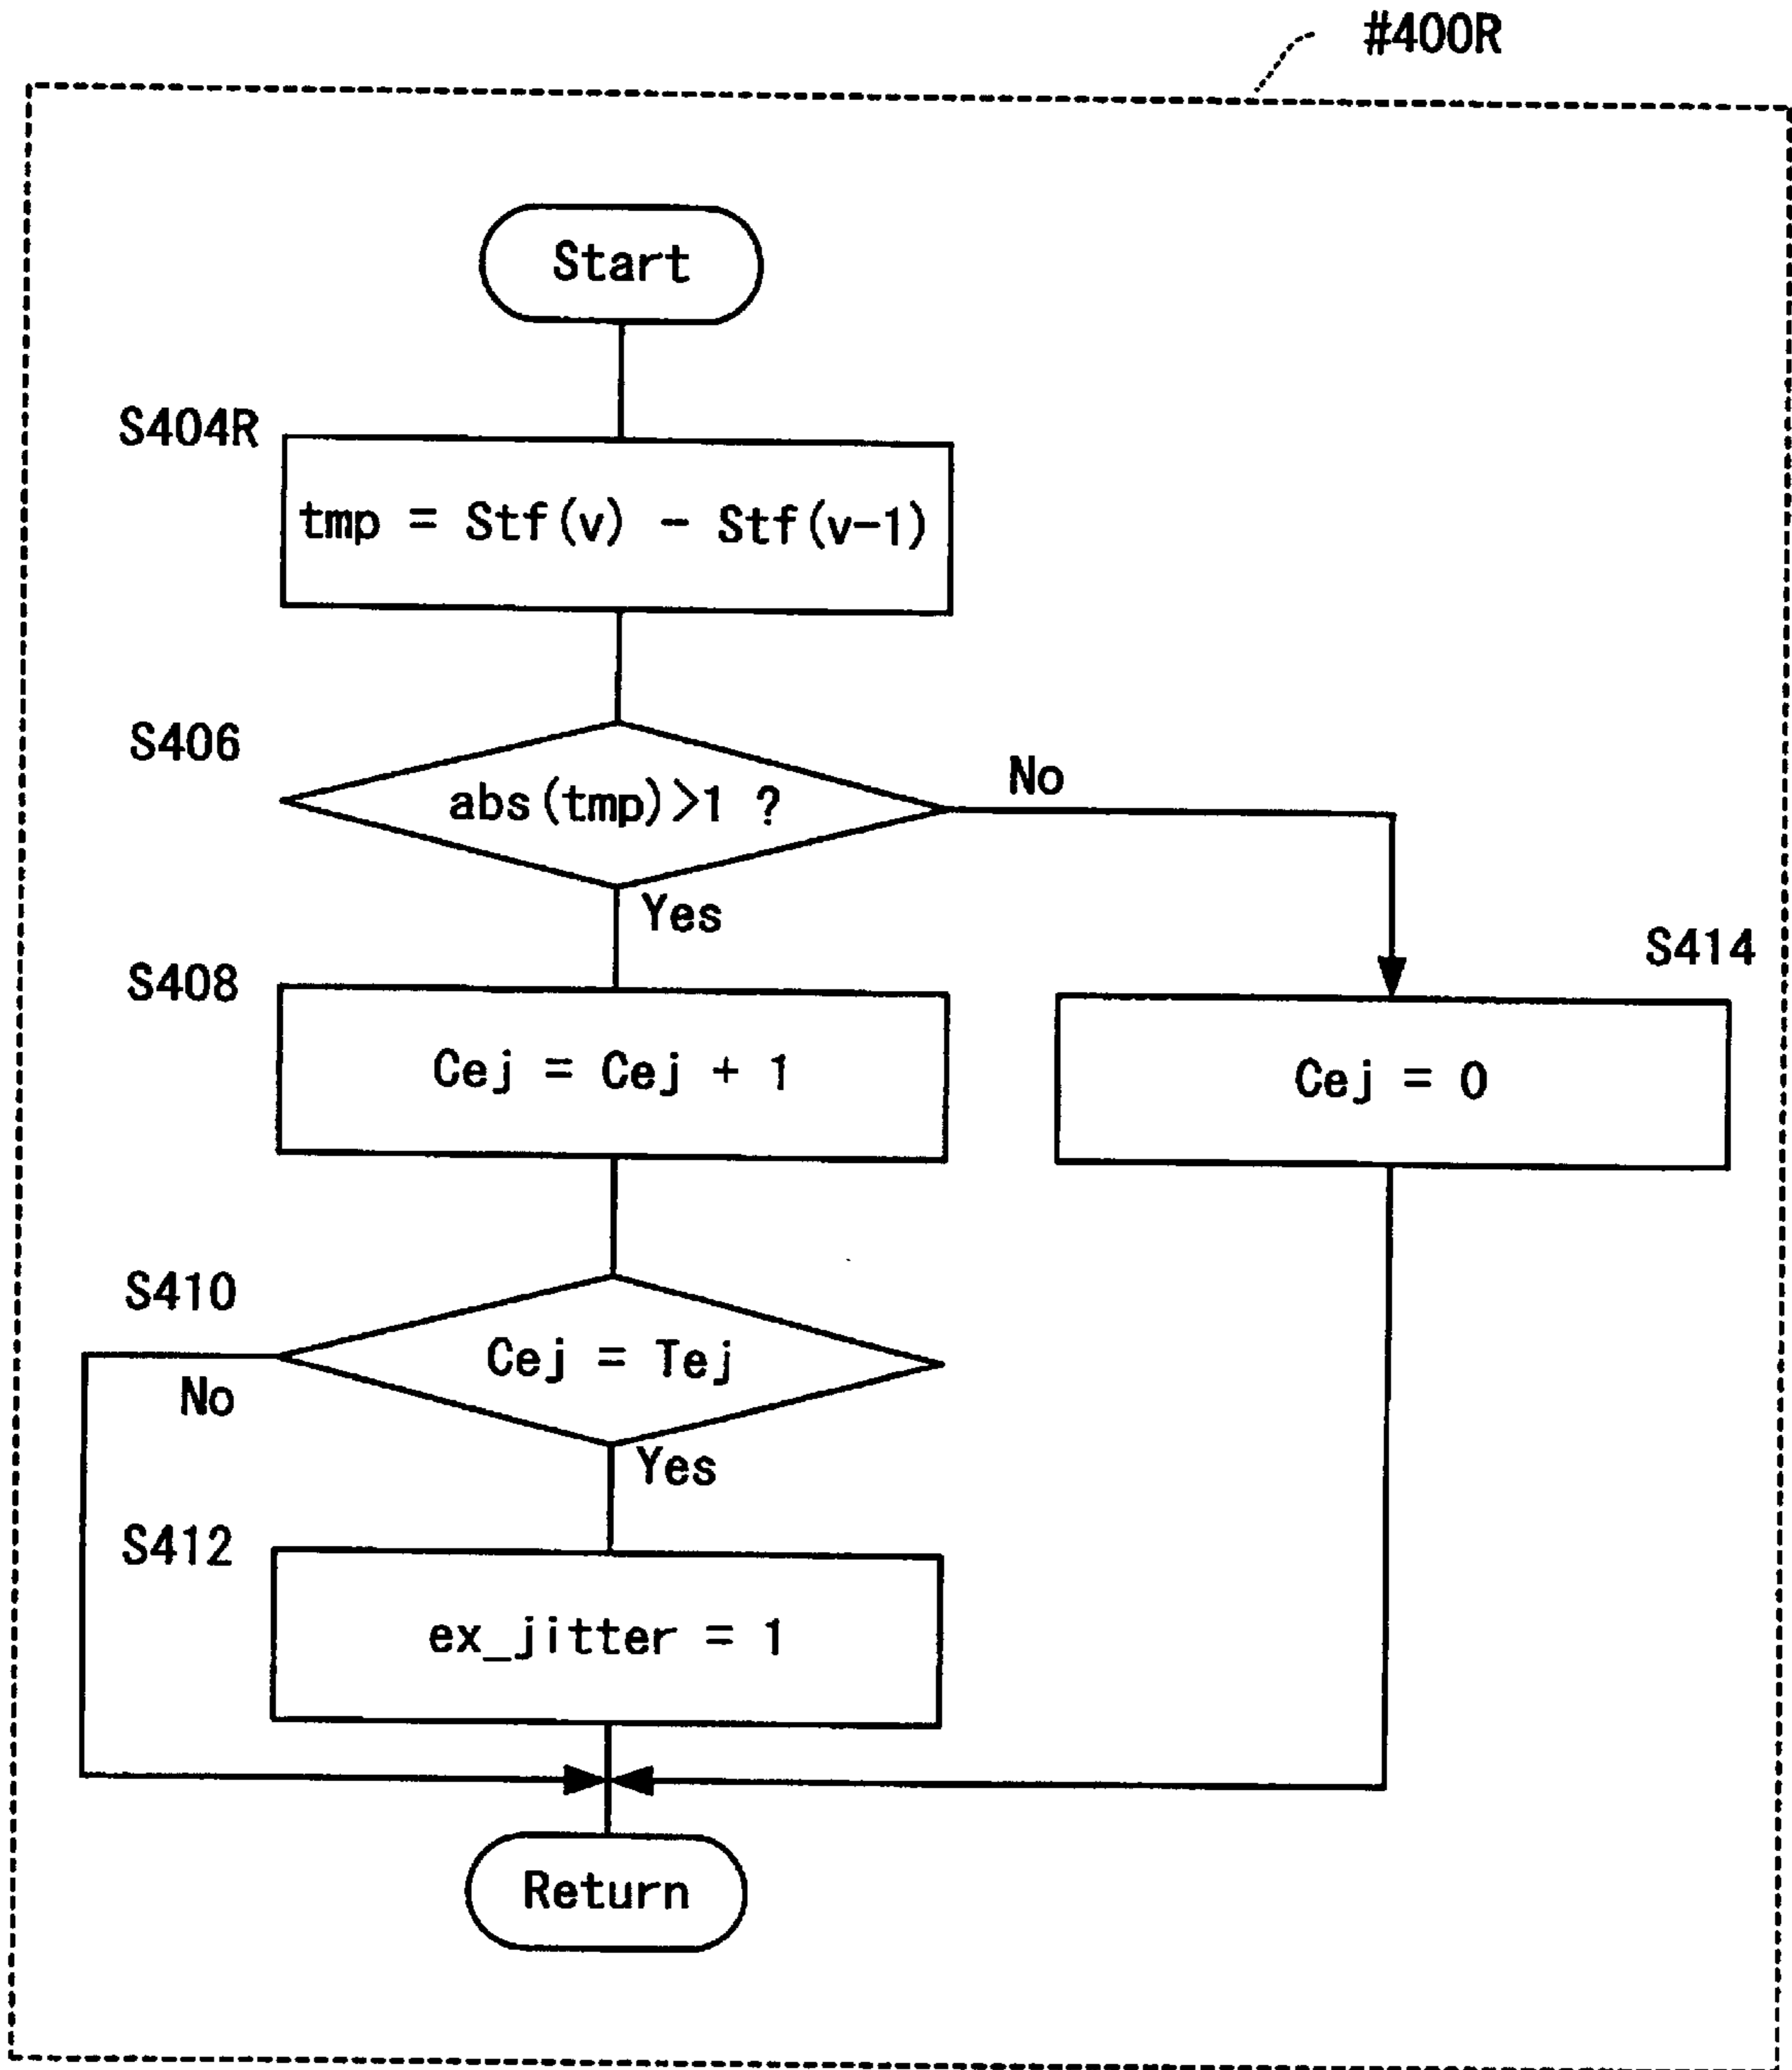 #400R
Start
S404R
tmp = Stf(v) - Stf(v-1)
S406
abs(tmp)>1 ?
No
Yes
S408
S414
Cej = Cej + 1
Cej = 0
S410
Cej = Tej
No
Yes
S412
ex_jitter = 1
Return